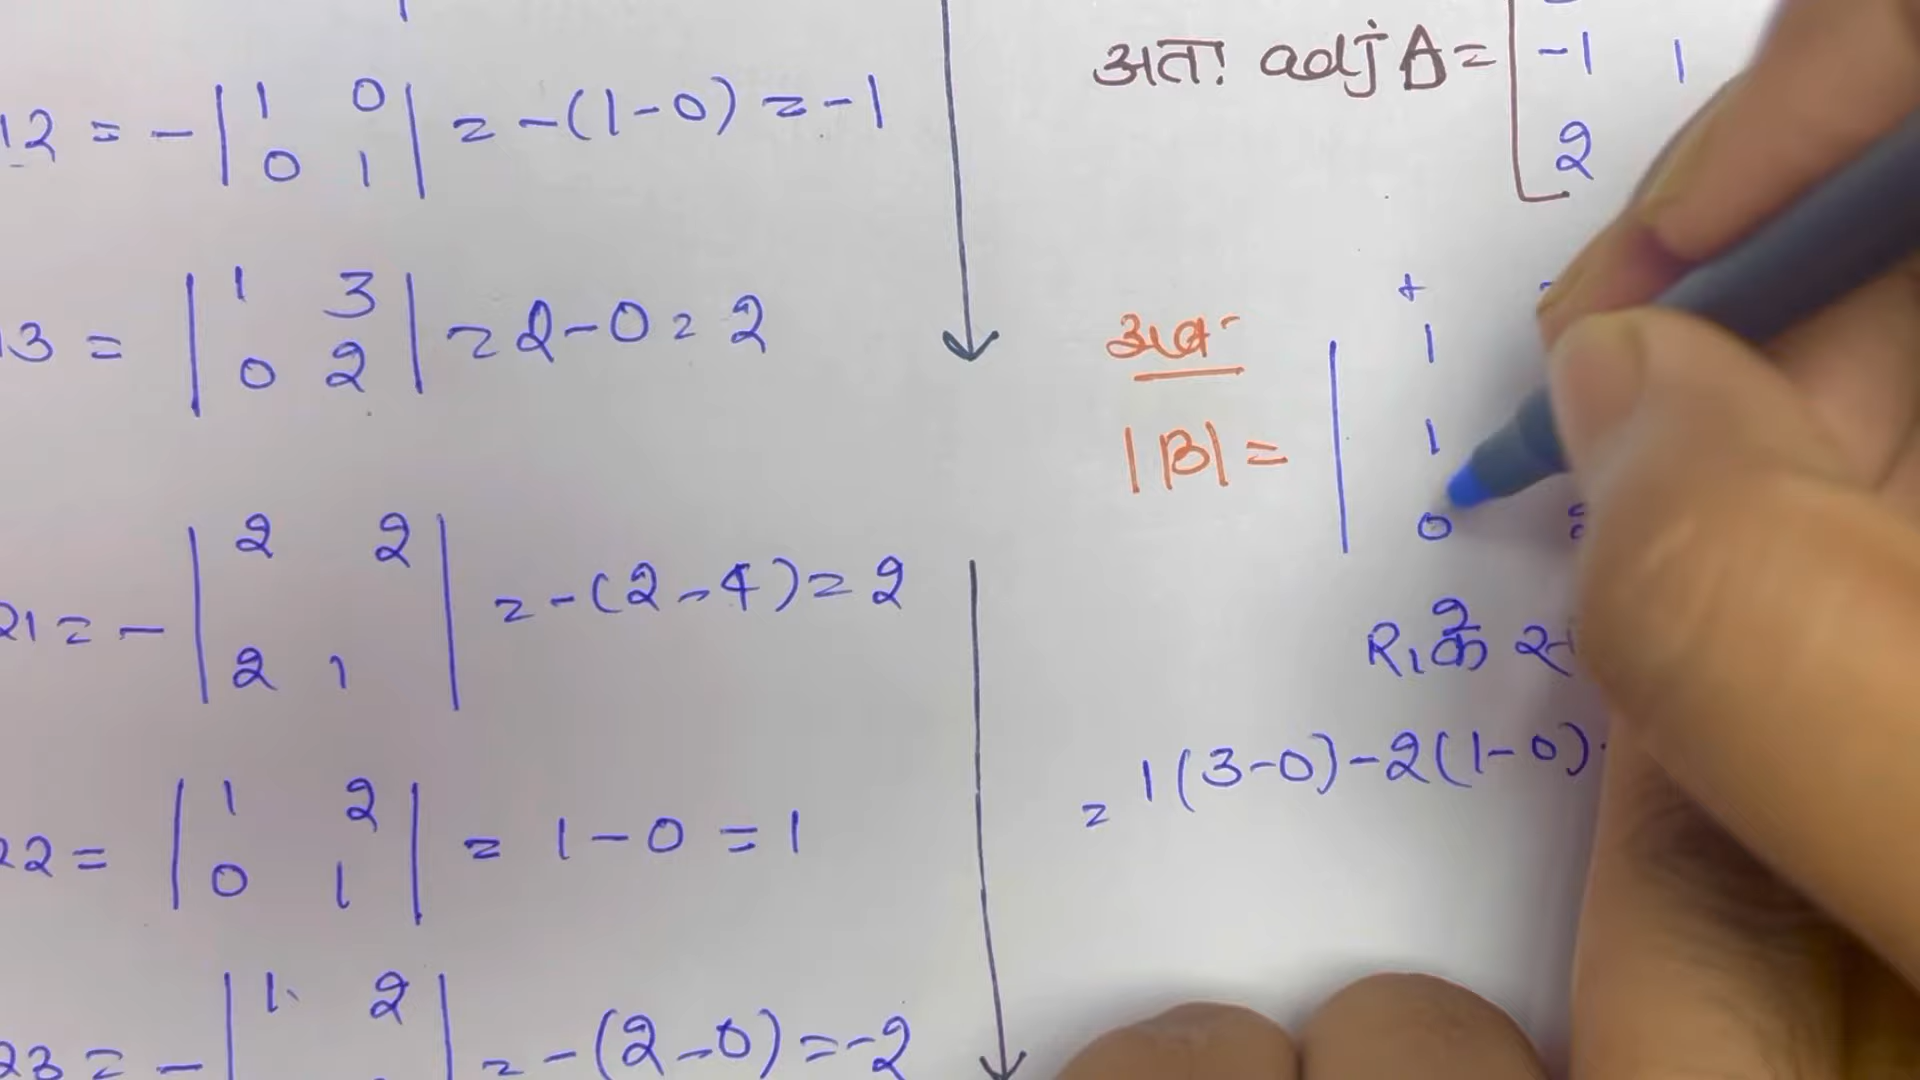 12 = - | 1 0 | = -(1-0) = -1
0 1
13 = | 1 3 | = 2-0 = 2
0 2
21 = - | 2 2 | = -(2-4) = 2
2 1
22 = | 1 2 | = 1-0 = 1
0 1
23 = - | 1 2 | = -(2-0) = -2
अतः adj A = [
-1 1
2
अब
+
|B| = | 1
1
0
R₁ के
= 1(3-0)-2(1-0)